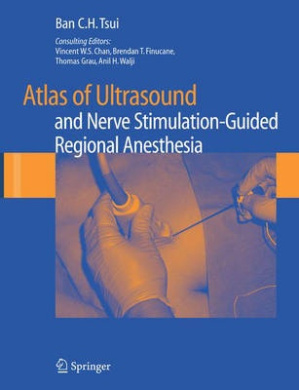 Ban C.H. Tsui
Consulting Editors:
Vincent W.S. Chan, Brendan T. Finucane,
Thomas Grau, Anil H. Walji
Atlas of Ultrasound
and Nerve Stimulation-Guided
Regional Anesthesia
Springer